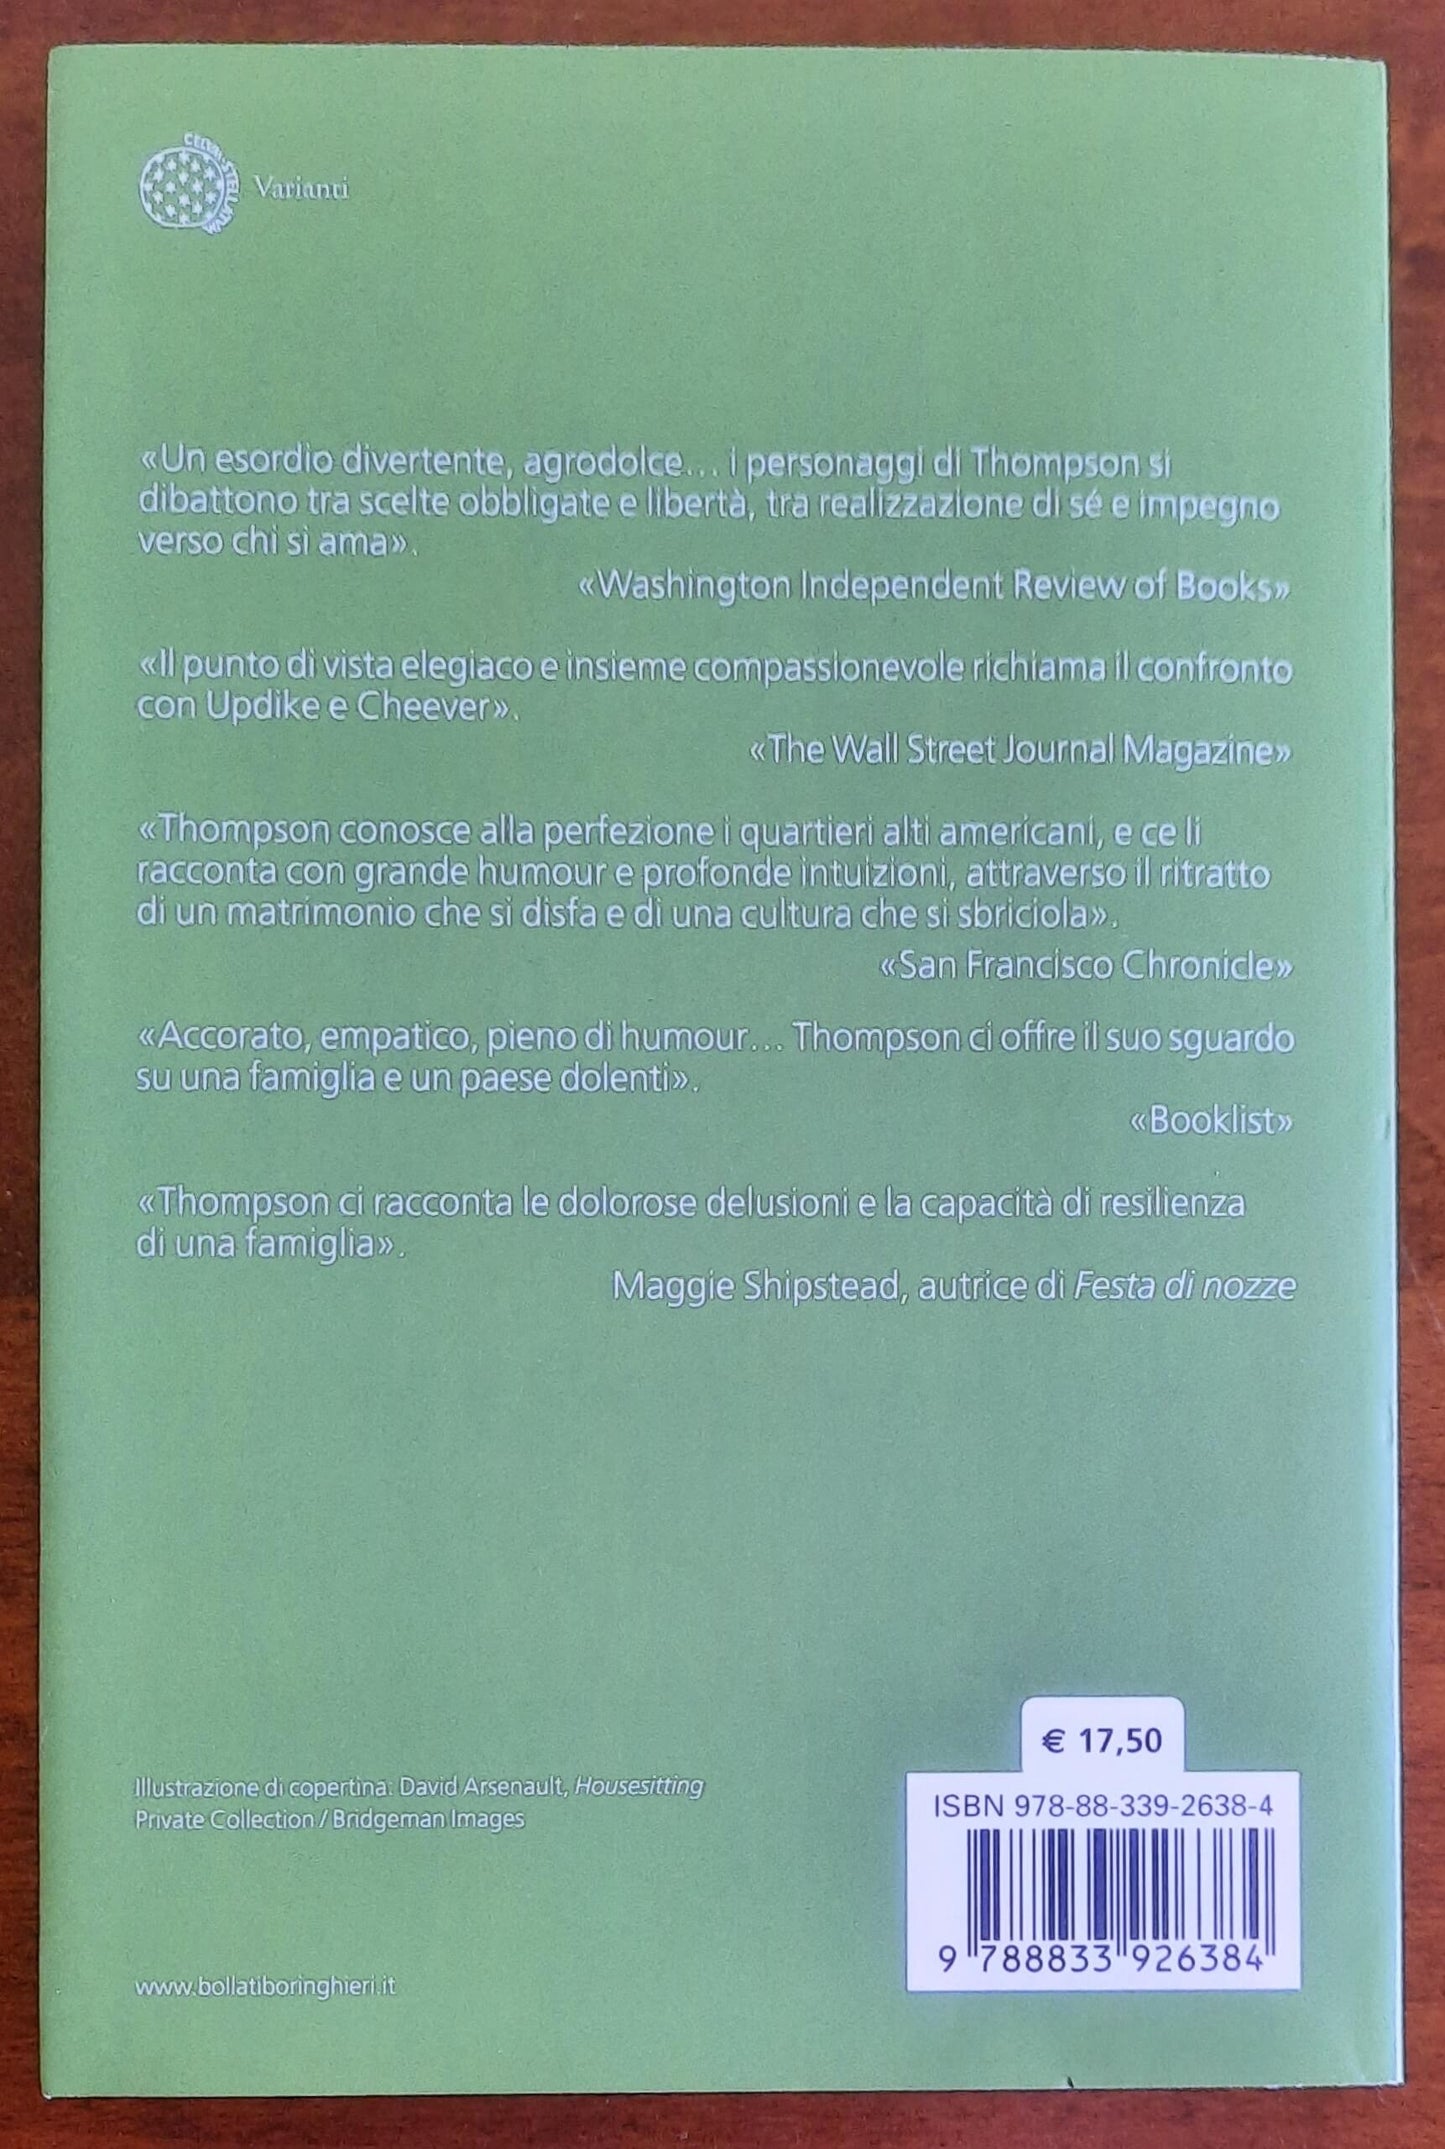 CELUM STELLATUM
Varianti
«Un esordio divertente, agrodolce... i personaggi di Thompson si
dibattono tra scelte obbligate e libertà, tra realizzazione di sé e impegno
verso chi si ama».
«Washington Independent Review of Books»
«Il punto di vista elegiaco e insieme compassionevole richiama il confronto
con Updike e Cheever».
«The Wall Street Journal Magazine»
«Thompson conosce alla perfezione i quartieri alti americani, e ce li
racconta con grande humour e profonde intuizioni, attraverso il ritratto
di un matrimonio che si disfa e di una cultura che si sbriciola».
«San Francisco Chronicle»
«Accorato, empatico, pieno di humour... Thompson ci offre il suo sguardo
su una famiglia e un paese dolenti».
«Booklist»
«Thompson ci racconta le dolorose delusioni e la capacità di resilienza
di una famiglia».
Maggie Shipstead, autrice di Festa di nozze
€ 17,50
Illustrazione di copertina: David Arsenault, Housesitting
Private Collection / Bridgeman Images
ISBN 978-88-339-2638-4
9 788833 926384
www.bollatiboringhieri.it